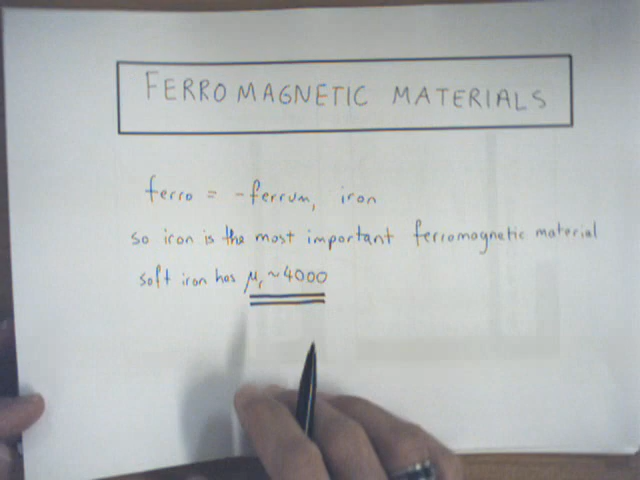 FERROMAGNETIC MATERIALS
ferro = -ferrum, iron
so iron is the most important ferromagnetic material
soft iron has μr ~ 4000